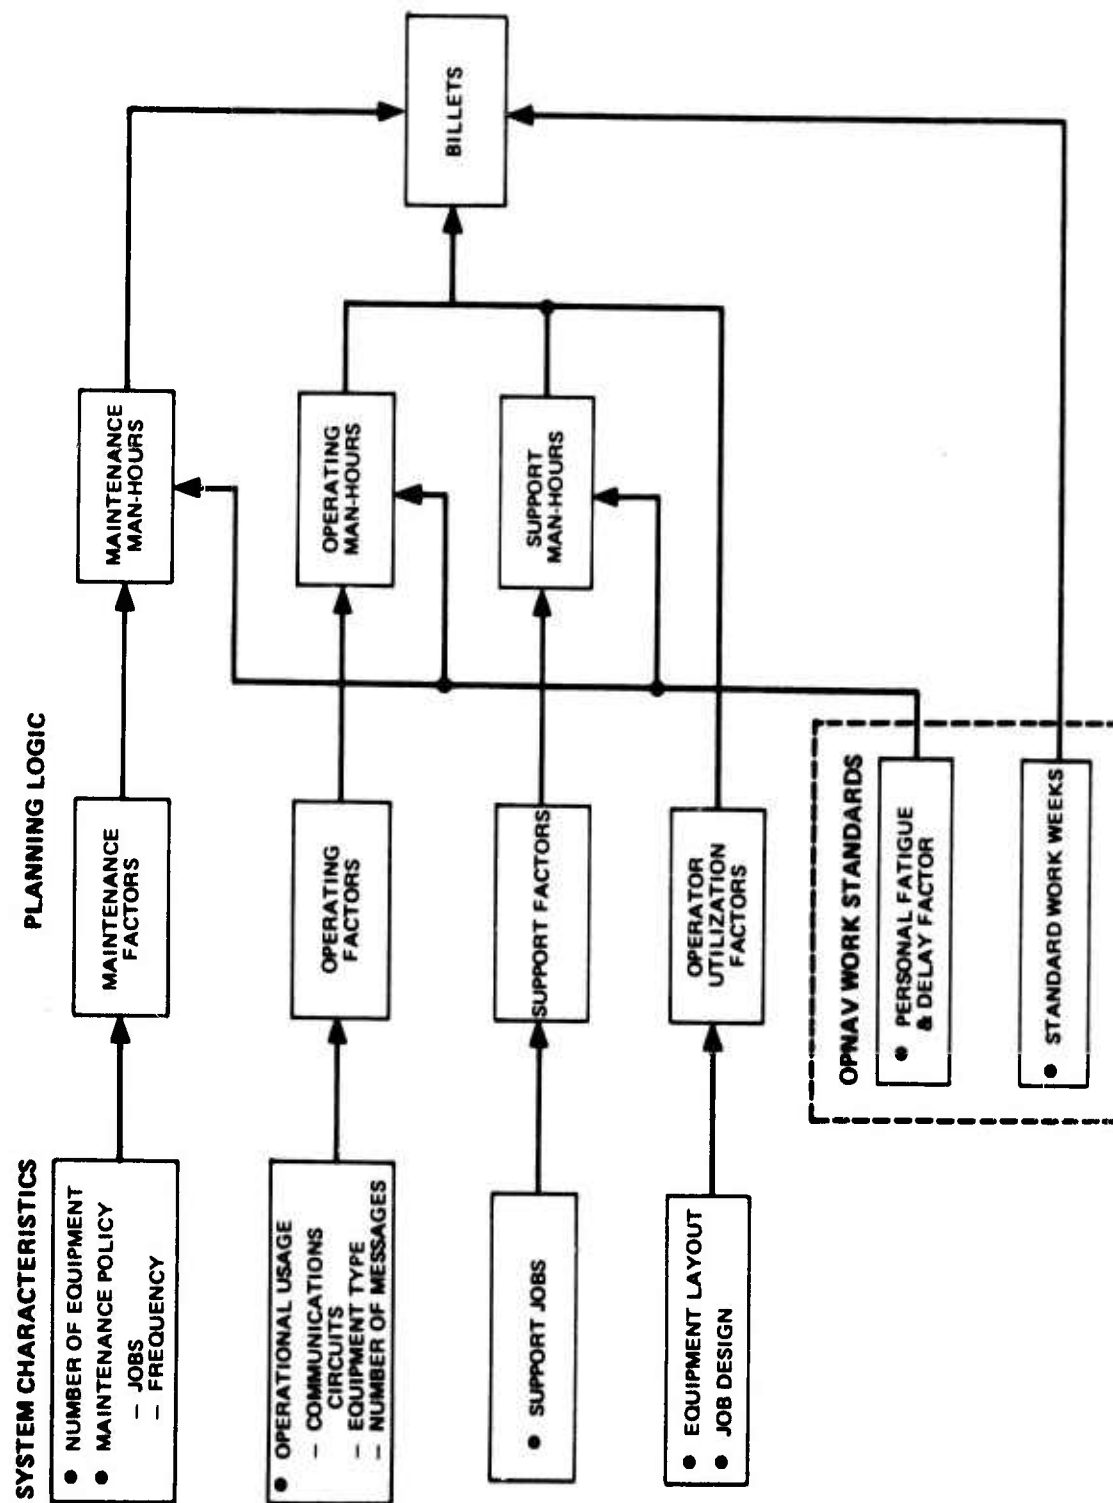 SYSTEM CHARACTERISTICS
● NUMBER OF EQUIPMENT
● MAINTENANCE POLICY
– JOBS
– FREQUENCY
● OPERATIONAL USAGE
– COMMUNICATIONS
CIRCUITS
– EQUIPMENT TYPE
– NUMBER OF MESSAGES
● SUPPORT JOBS
● EQUIPMENT LAYOUT
● JOB DESIGN
PLANNING LOGIC
MAINTENANCE
FACTORS
OPERATING
FACTORS
SUPPORT FACTORS
OPERATOR
UTILIZATION
FACTORS
OPNAV WORK STANDARDS
● PERSONAL FATIGUE
& DELAY FACTOR
● STANDARD WORK WEEKS
MAINTENANCE
MAN-HOURS
OPERATING
MAN-HOURS
SUPPORT
MAN-HOURS
BILLETS